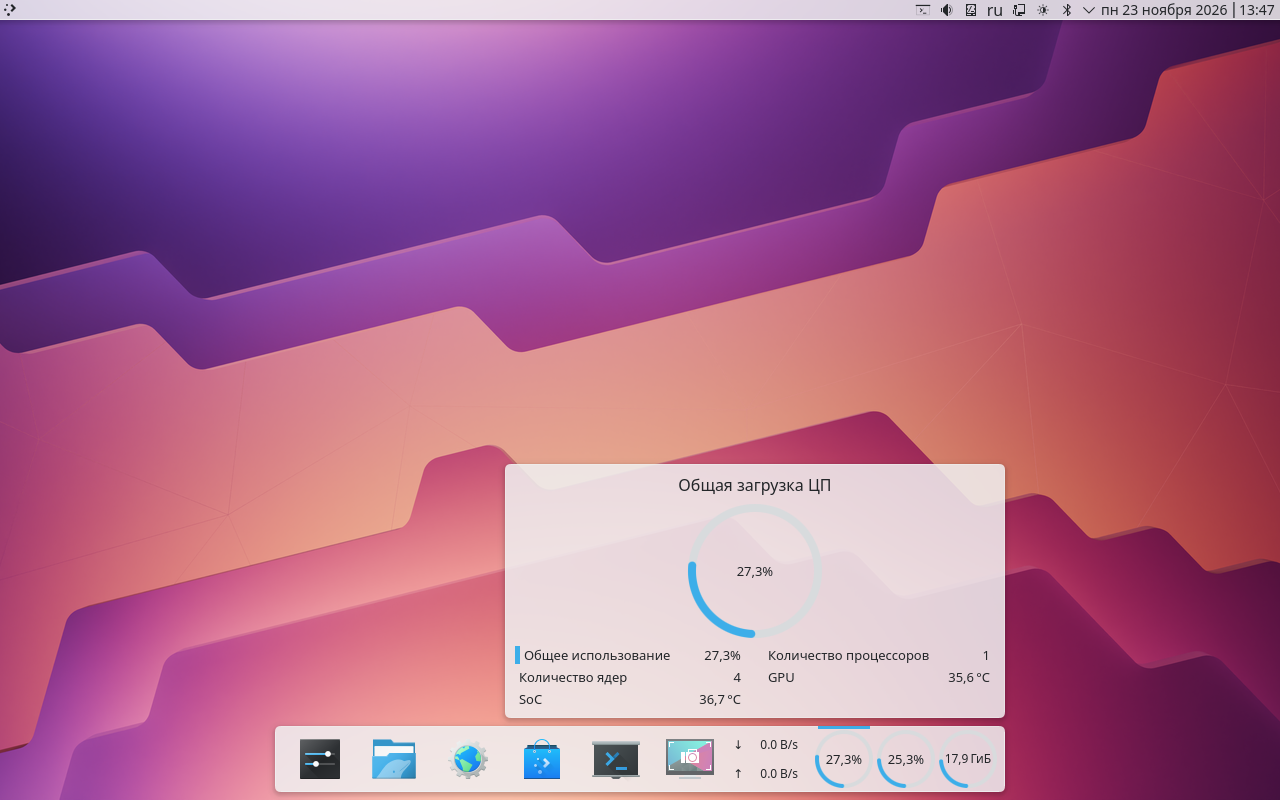 ru пн 23 ноября 2026 13:47
Общая загрузка ЦП
27,3%
Общее использование 27,3% Количество процессоров 1
Количество ядер 4 GPU 35,6 °C
SoC 36,7 °C
↓ 0.0 B/s
↑ 0.0 B/s
27,3% 25,3% 17,9 ГиБ